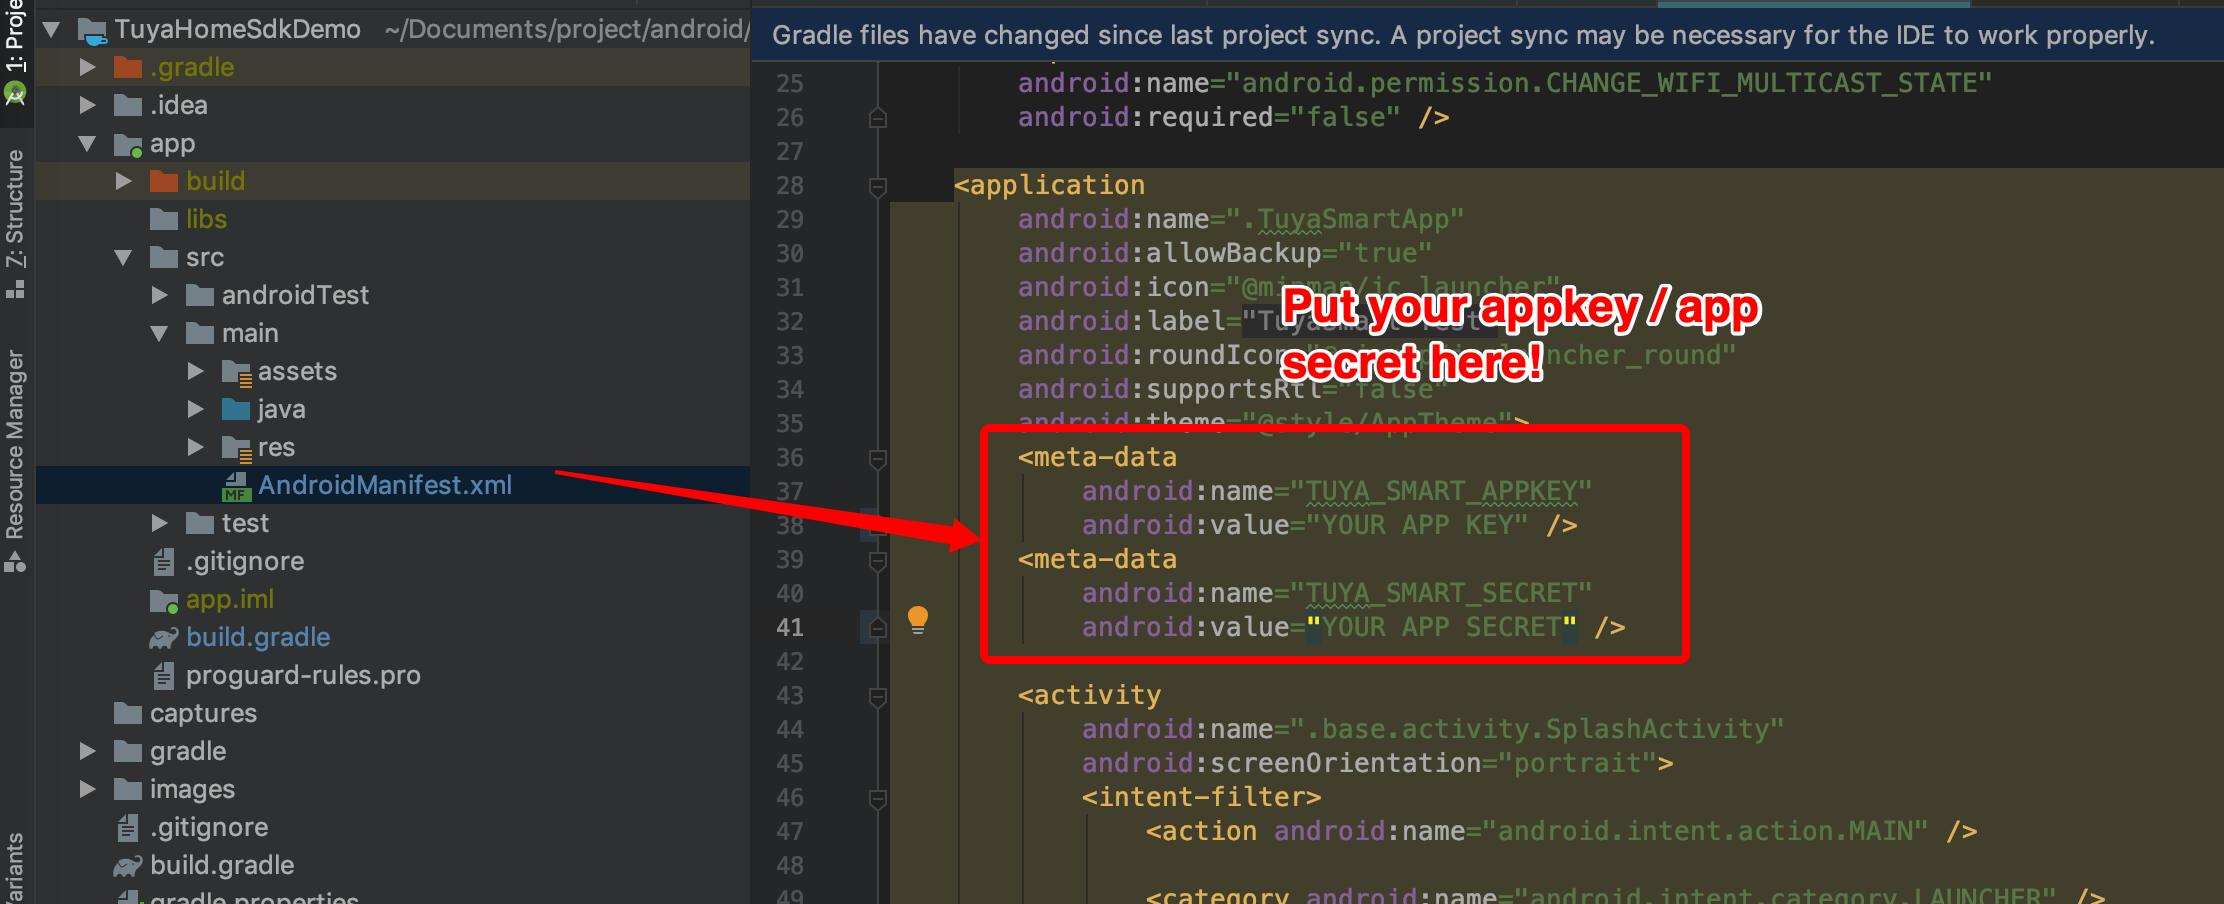 1: Proje
7: Structure
Resource Manager
Variants
TuyaHomeSdkDemo ~/Documents/project/android/
.gradle
.idea
app
build
libs
src
androidTest
main
assets
java
res
MF AndroidManifest.xml
test
.gitignore
app.iml
build.gradle
proguard-rules.pro
captures
gradle
images
.gitignore
build.gradle
gradle.properties
Gradle files have changed since last project sync. A project sync may be necessary for the IDE to work properly.
25 android:name="android.permission.CHANGE_WIFI_MULTICAST_STATE"
26 android:required="false" />
27
28 <application
29 android:name=".TuyaSmartApp"
30 android:allowBackup="true"
31 android:icon="@mipmap/ic_launcher"
32 android:label="TuyaSmart Test
33 android:roundIcon ncher_round"
34 android:supportsRtl="false"
35 android:theme="@style/AppTheme">
Put your appkey / app
secret here!
36 <meta-data
37 android:name="TUYA_SMART_APPKEY"
38 android:value="YOUR APP KEY" />
39 <meta-data
40 android:name="TUYA_SMART_SECRET"
41 android:value="YOUR APP SECRET" />
42
43 <activity
44 android:name=".base.activity.SplashActivity"
45 android:screenOrientation="portrait">
46 <intent-filter>
47 <action android:name="android.intent.action.MAIN" />
48
49 <category android:name="android.intent.category.LAUNCHER" />